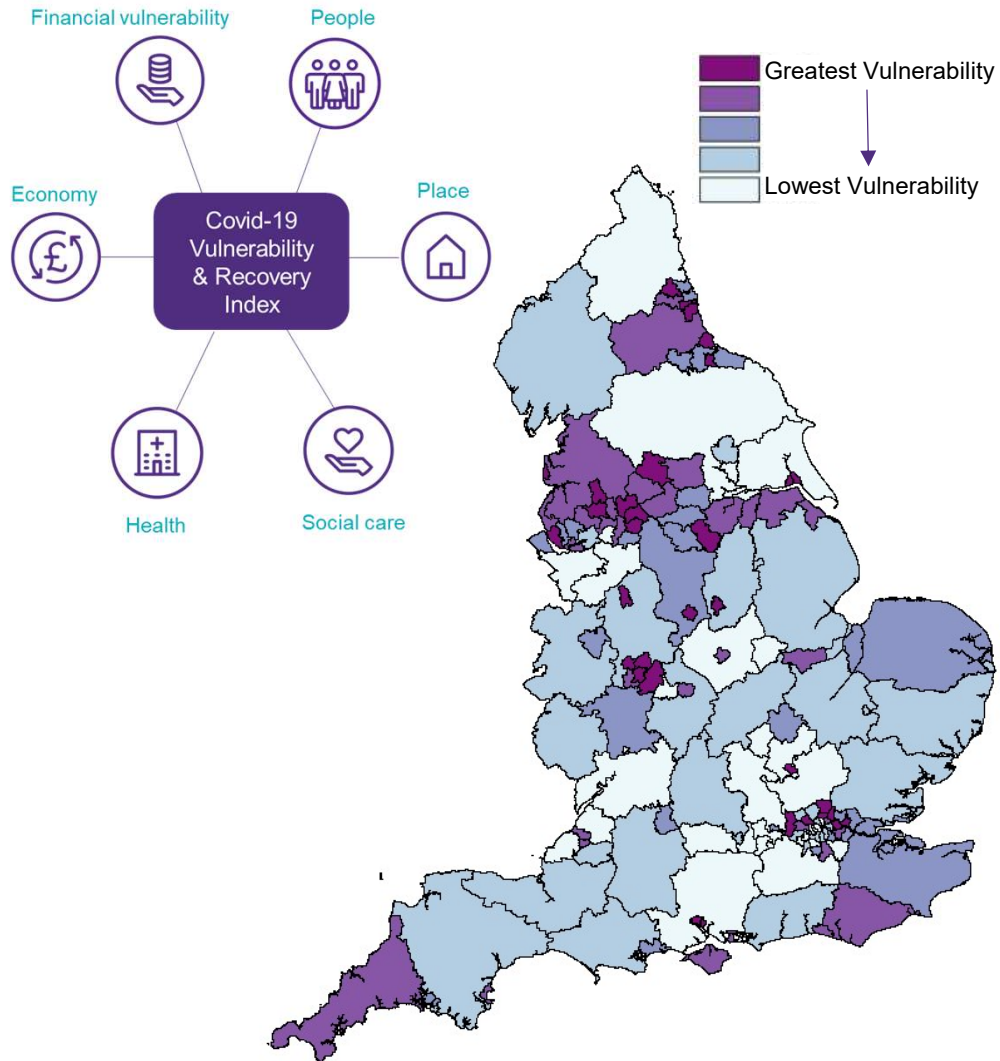 Financial vulnerability
People
Economy
Place
Covid-19
Vulnerability
& Recovery
Index
Health
Social care
Greatest Vulnerability
Lowest Vulnerability